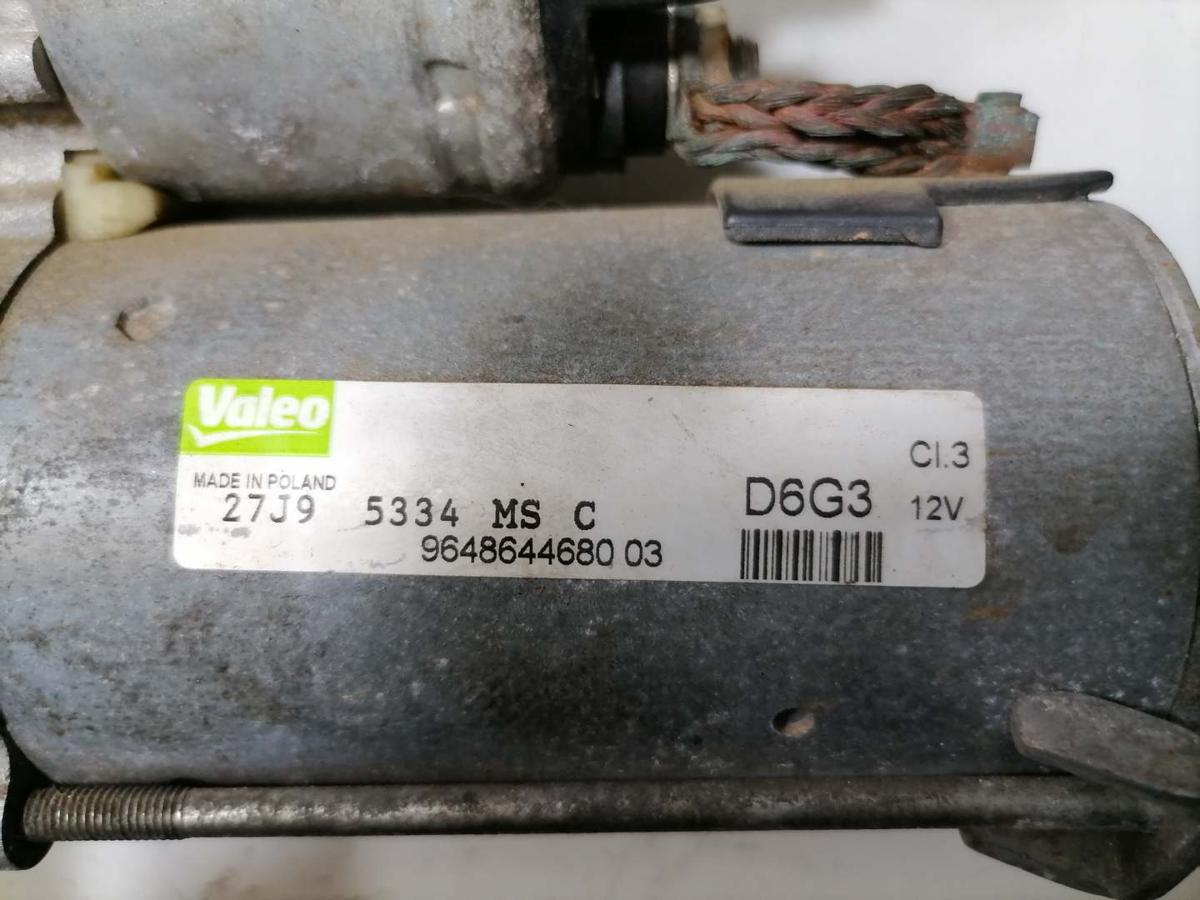 Valeo
MADE IN POLAND
Cl.3
27J9 5334 MS C D6G3 12V
9648644680 03